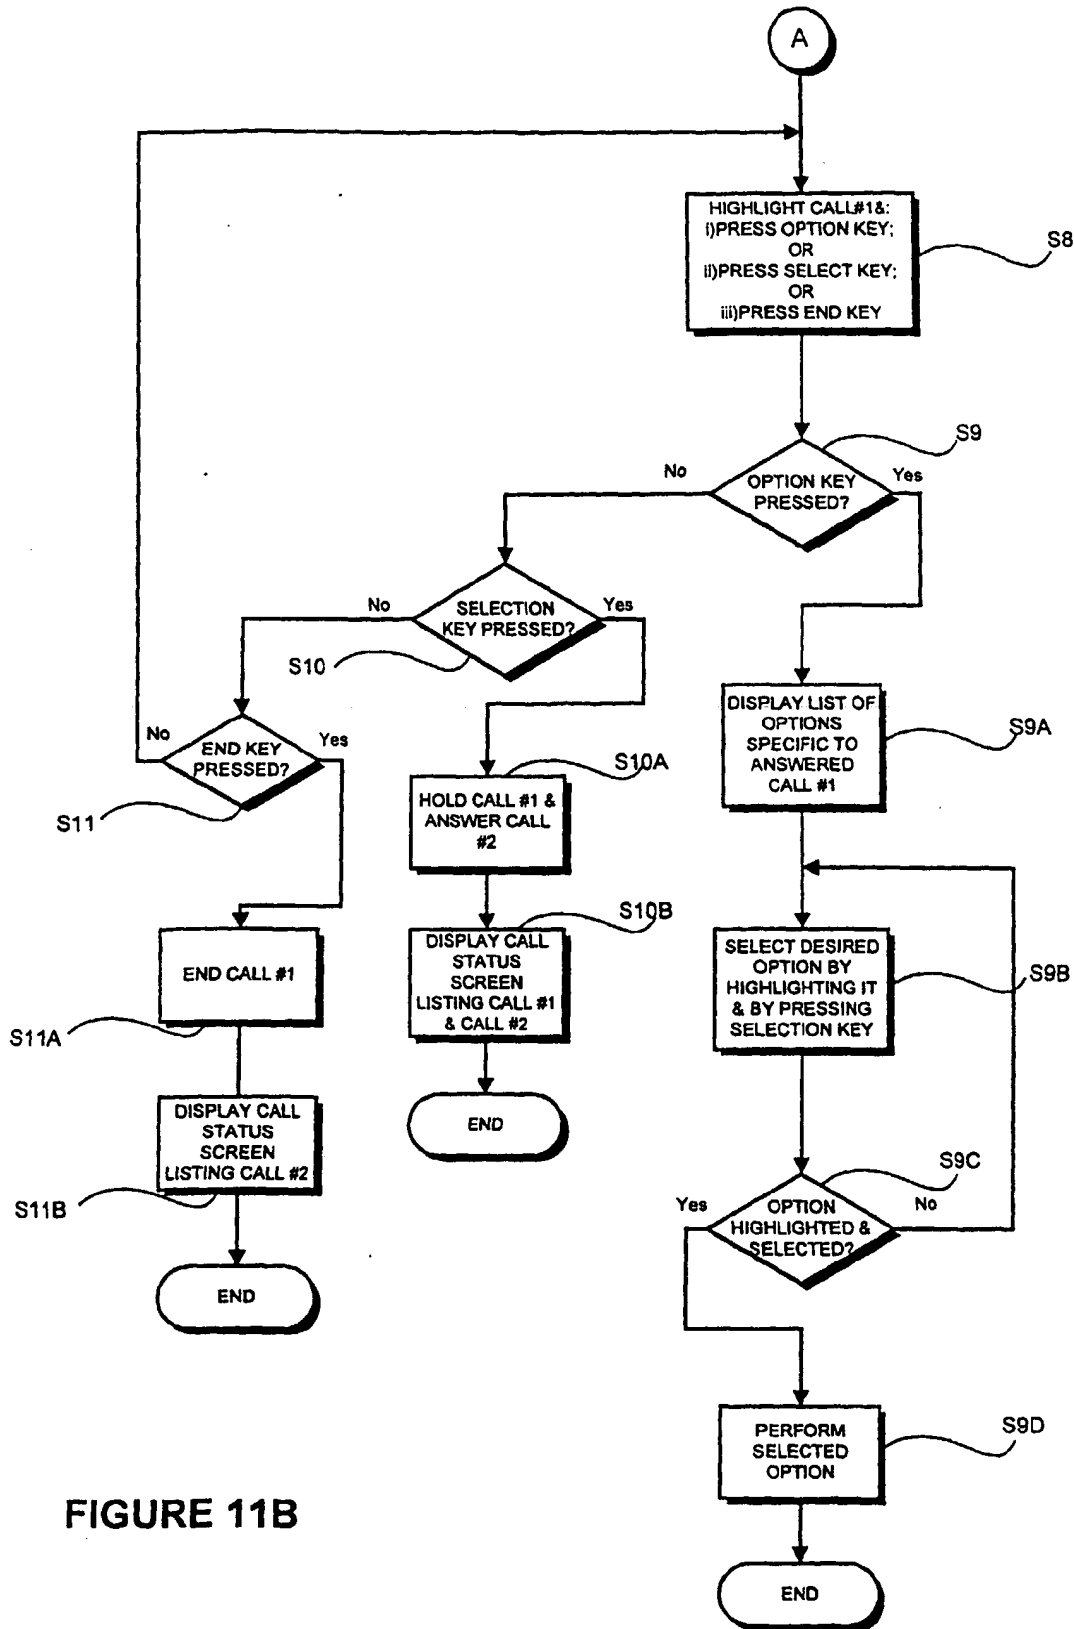 A
HIGHLIGHT CALL#1&:
i)PRESS OPTION KEY;
OR
ii)PRESS SELECT KEY;
OR
iii)PRESS END KEY
S8
S9
No
OPTION KEY
PRESSED?
Yes
No
SELECTION
KEY PRESSED?
Yes
S10
No
END KEY
PRESSED?
Yes
S11
DISPLAY LIST OF
OPTIONS
SPECIFIC TO
ANSWERED
CALL #1
S9A
S10A
HOLD CALL #1 &
ANSWER CALL
#2
S10B
DISPLAY CALL
STATUS
SCREEN
LISTING CALL #1
& CALL #2
END CALL #1
S11A
SELECT DESIRED
OPTION BY
HIGHLIGHTING IT
& BY PRESSING
SELECTION KEY
S9B
DISPLAY CALL
STATUS
SCREEN
LISTING CALL #2
S11B
END
END
S9C
Yes
OPTION
HIGHLIGHTED &
SELECTED?
No
PERFORM
SELECTED
OPTION
S9D
END
FIGURE 11B